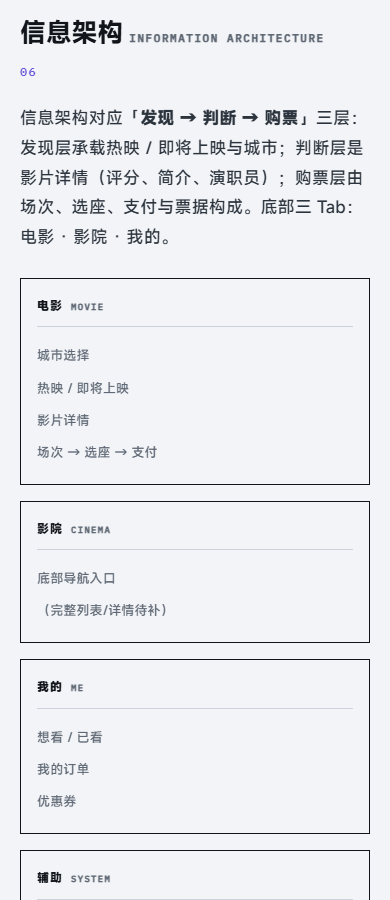 信息架构 INFORMATION ARCHITECTURE
06
信息架构对应「发现 → 判断 → 购票」三层：
发现层承载热映 / 即将上映与城市；判断层是
影片详情（评分、简介、演职员）；购票层由
场次、选座、支付与票据构成。底部三 Tab：
电影 · 影院 · 我的。
电影 MOVIE
城市选择
热映 / 即将上映
影片详情
场次 → 选座 → 支付
影院 CINEMA
底部导航入口
（完整列表/详情待补）
我的 ME
想看 / 已看
我的订单
优惠券
辅助 SYSTEM